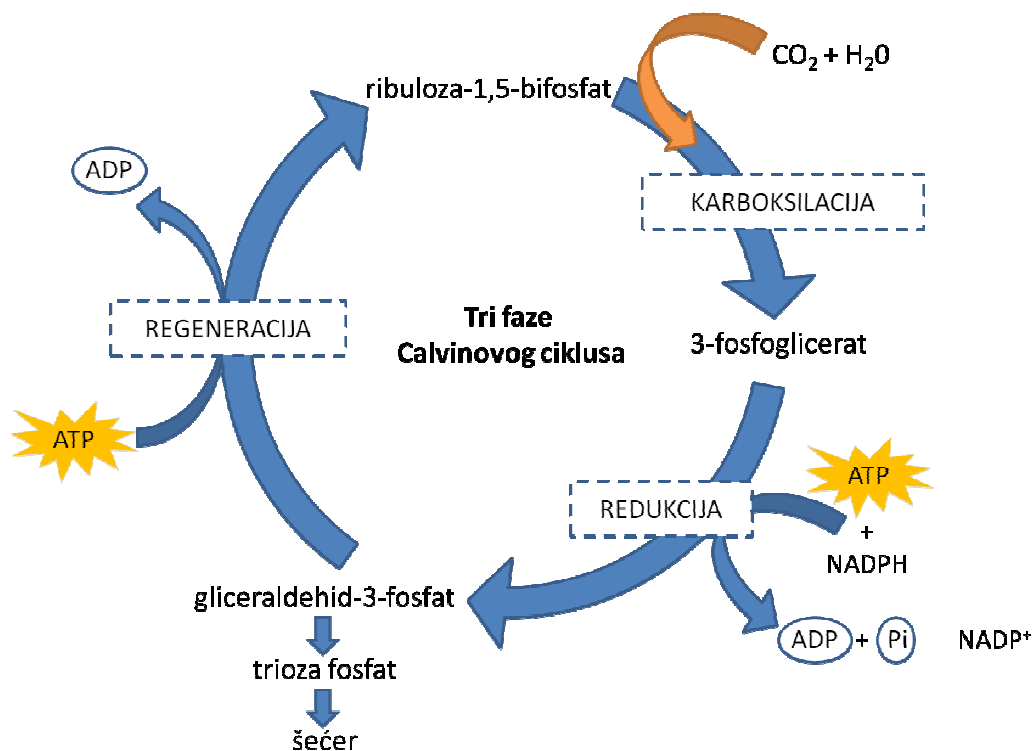 CO₂ + H₂0
ribuloza-1,5-bifosfat
ADP
KARBOKSILACIJA
REGENERACIJA
Tri faze
Calvinovog ciklusa
3-fosfoglicerat
ATP
ATP
REDUKCIJA
+
NADPH
gliceraldehid-3-fosfat
ADP + Pi NADP⁺
trioza fosfat
šećer